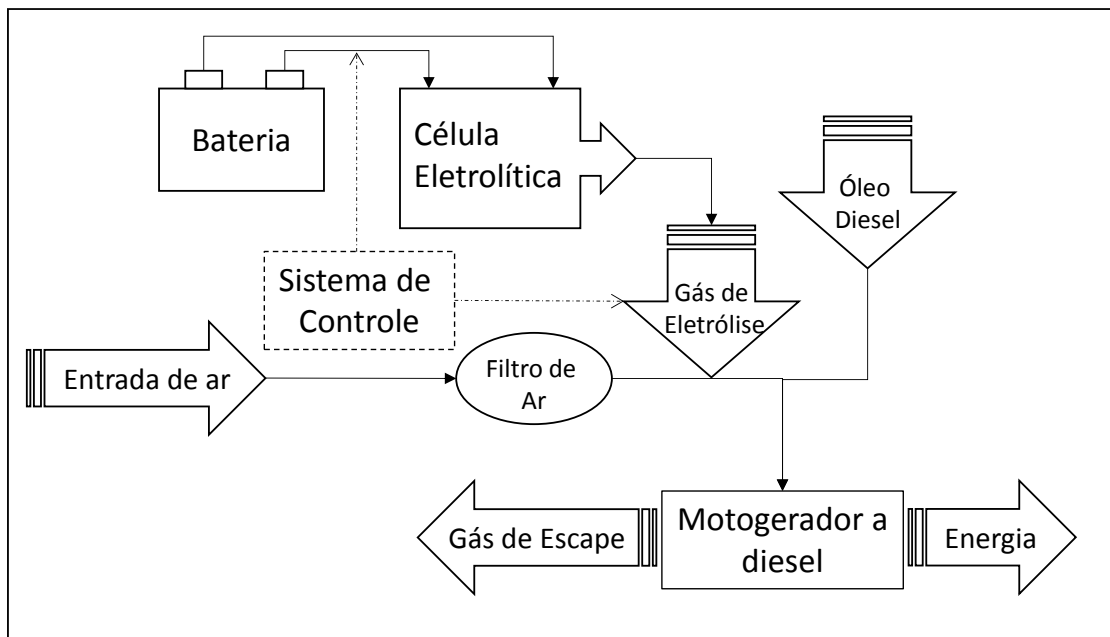 Bateria
Célula
Eletrolítica
Óleo
Diesel
Sistema de
Controle
Gás de
Eletrólise
Entrada de ar
Filtro de
Ar
Gás de Escape
Motogerador a
diesel
Energia